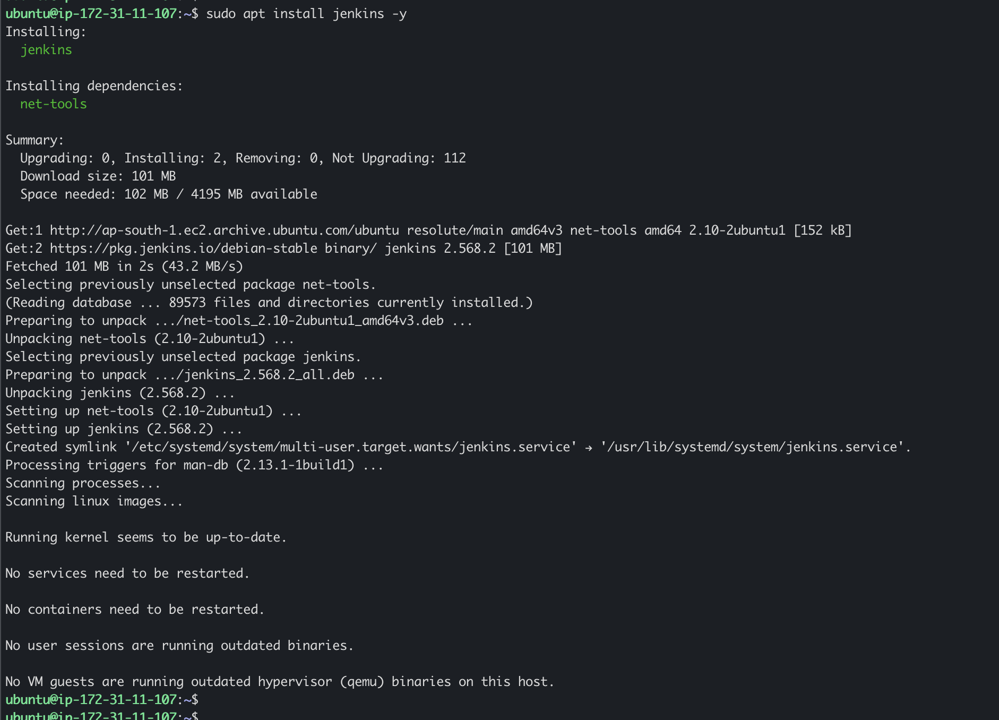 ubuntu@ip-172-31-11-107:~$ sudo apt install jenkins -y
Installing:
  jenkins

Installing dependencies:
  net-tools

Summary:
  Upgrading: 0, Installing: 2, Removing: 0, Not Upgrading: 112
  Download size: 101 MB
  Space needed: 102 MB / 4195 MB available

Get:1 http://ap-south-1.ec2.archive.ubuntu.com/ubuntu resolute/main amd64v3 net-tools amd64 2.10-2ubuntu1 [152 kB]
Get:2 https://pkg.jenkins.io/debian-stable binary/ jenkins 2.568.2 [101 MB]
Fetched 101 MB in 2s (43.2 MB/s)
Selecting previously unselected package net-tools.
(Reading database ... 89573 files and directories currently installed.)
Preparing to unpack .../net-tools_2.10-2ubuntu1_amd64v3.deb ...
Unpacking net-tools (2.10-2ubuntu1) ...
Selecting previously unselected package jenkins.
Preparing to unpack .../jenkins_2.568.2_all.deb ...
Unpacking jenkins (2.568.2) ...
Setting up net-tools (2.10-2ubuntu1) ...
Setting up jenkins (2.568.2) ...
Created symlink '/etc/systemd/system/multi-user.target.wants/jenkins.service' → '/usr/lib/systemd/system/jenkins.service'.
Processing triggers for man-db (2.13.1-1build1) ...
Scanning processes...
Scanning linux images...

Running kernel seems to be up-to-date.

No services need to be restarted.

No containers need to be restarted.

No user sessions are running outdated binaries.

No VM guests are running outdated hypervisor (qemu) binaries on this host.
ubuntu@ip-172-31-11-107:~$
ubuntu@ip-172-31-11-107:~$